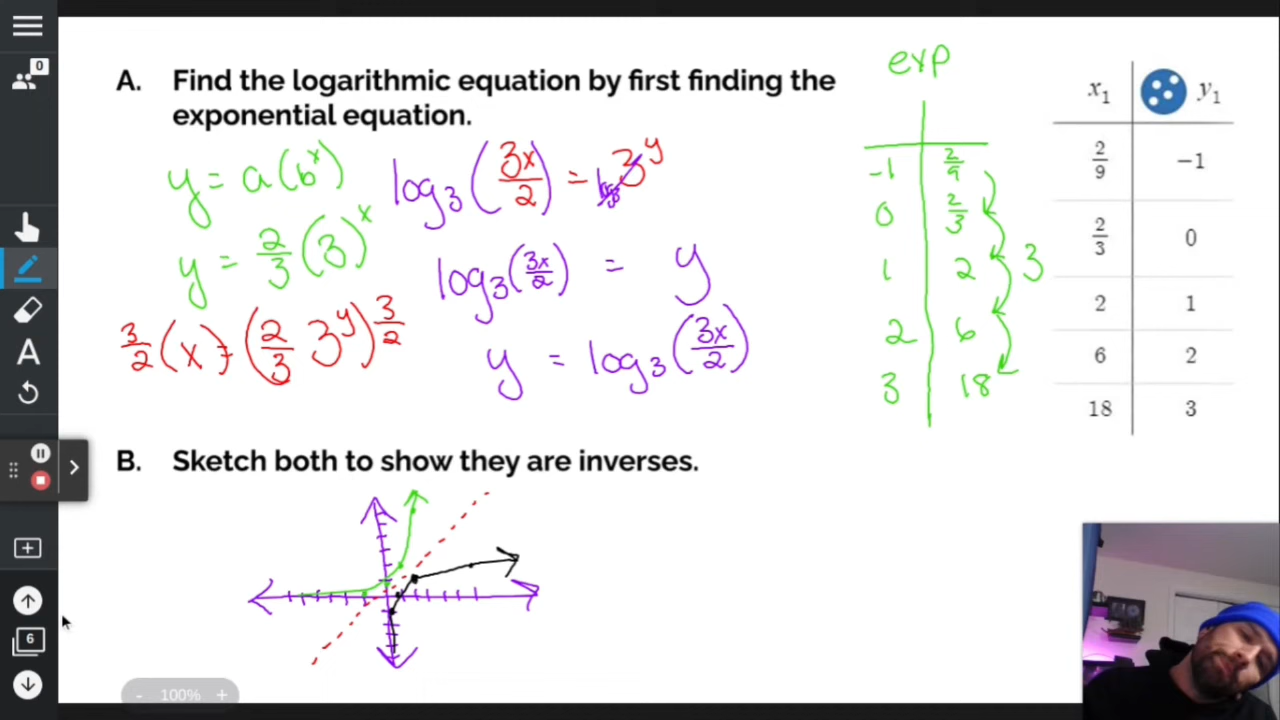 0
A. Find the logarithmic equation by first finding the
exponential equation.
y = a(b^x)
y = 2/3 (3)^x
3/2 (x) = (2/3 3^y) 3/2
log₃(3x/2) = log₃ 3^y
log₃(3x/2) = y
y = log₃(3x/2)
exp
-1 2/9
0 2/3
1 2
2 6
3 18
3
x₁ y₁
2/9 −1
2/3 0
2 1
6 2
18 3
B. Sketch both to show they are inverses.
A
6
- 100% +